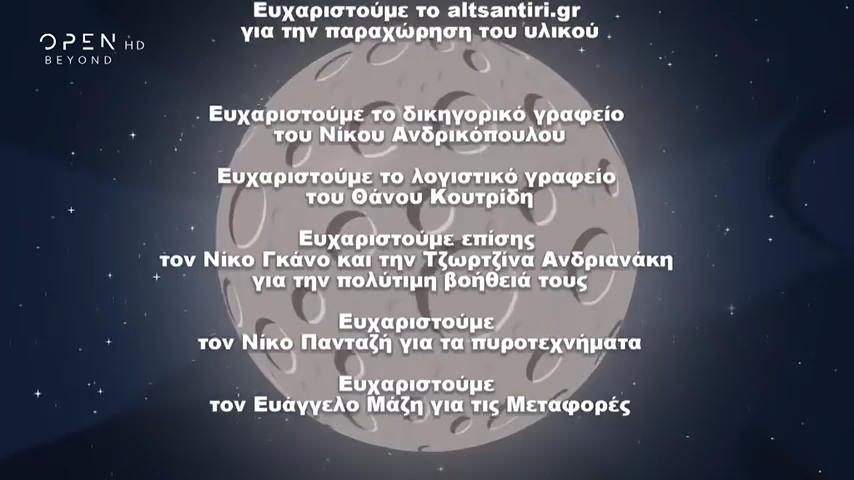 Ευχαριστούμε το altsantiri.gr
για την παραχώρηση του υλικού
OPEN HD
BEYOND
Ευχαριστούμε το δικηγορικό γραφείο
του Νίκου Ανδρικόπουλου
Ευχαριστούμε το λογιστικό γραφείο
του Θάνου Κουτρίδη
Ευχαριστούμε επίσης
τον Νίκο Γκάνο και την Τζωρτζίνα Ανδριανάκη
για την πολύτιμη βοήθειά τους
Ευχαριστούμε
τον Νίκο Πανταζή για τα πυροτεχνήματα
Ευχαριστούμε
τον Ευάγγελο Μάζη για τις Μεταφορές